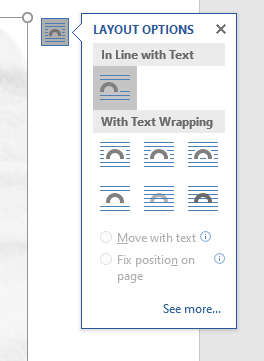 LAYOUT OPTIONS
In Line with Text
With Text Wrapping
Move with text
Fix position on
page
See more...